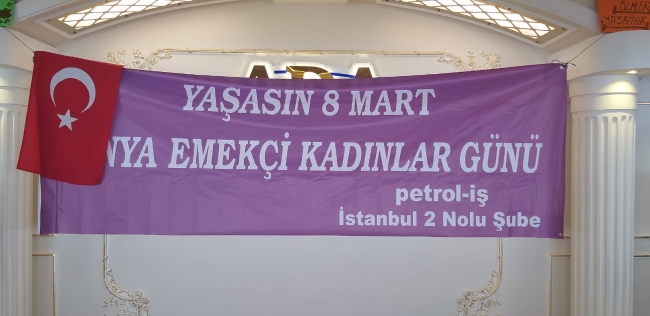 YAŞASIN 8 MART
NYA EMEKÇİ KADINLAR GÜNÜ
petrol-iş
İstanbul 2 Nolu Şube